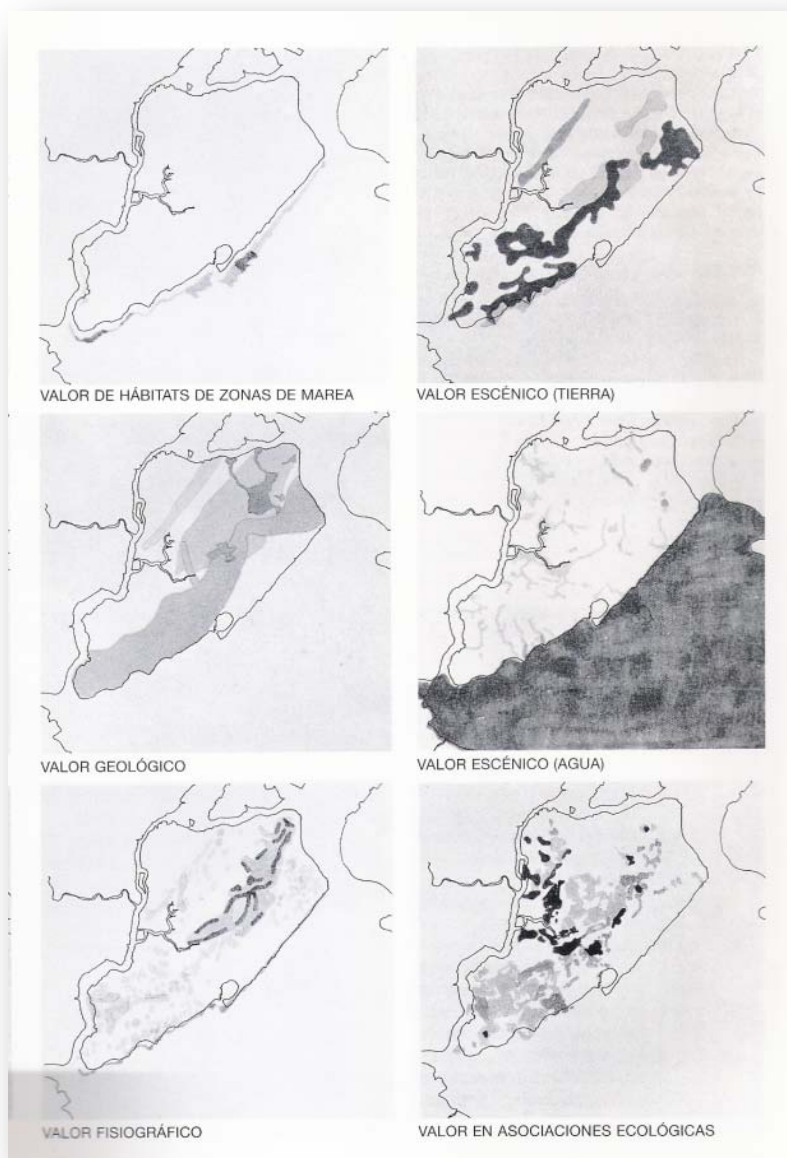 VALOR DE HÁBITATS DE ZONAS DE MAREA
VALOR ESCÉNICO (TIERRA)
VALOR GEOLÓGICO
VALOR ESCÉNICO (AGUA)
VALOR FISIOGRÁFICO
VALOR EN ASOCIACIONES ECOLÓGICAS